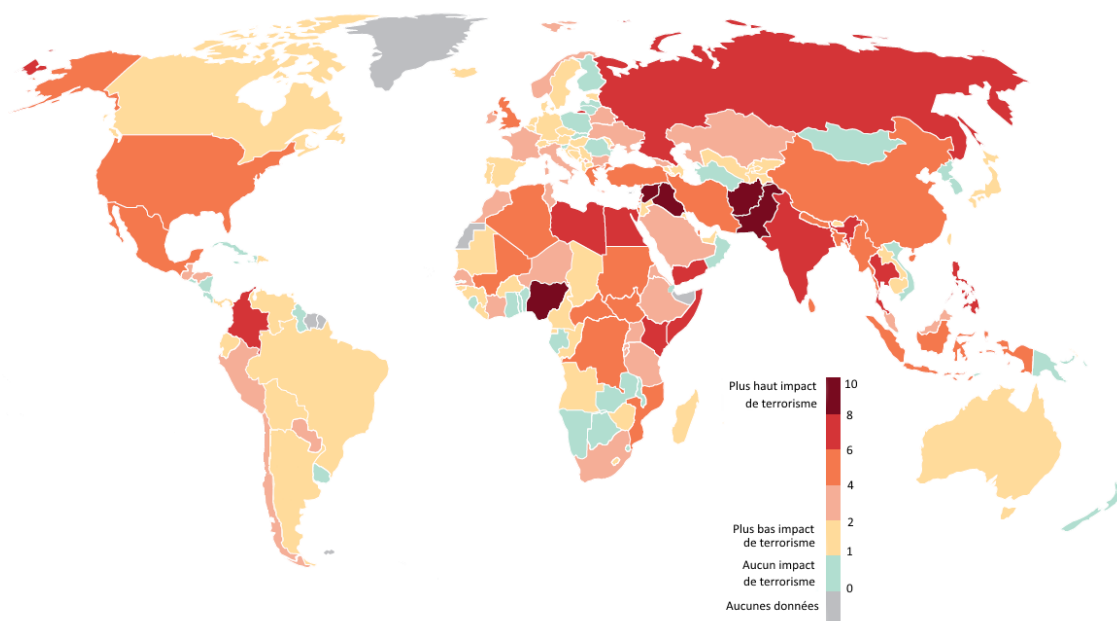 Plus haut impact
de terrorisme
10
8
6
4
2
Plus bas impact
de terrorisme
1
Aucun impact
de terrorisme
0
Aucunes données